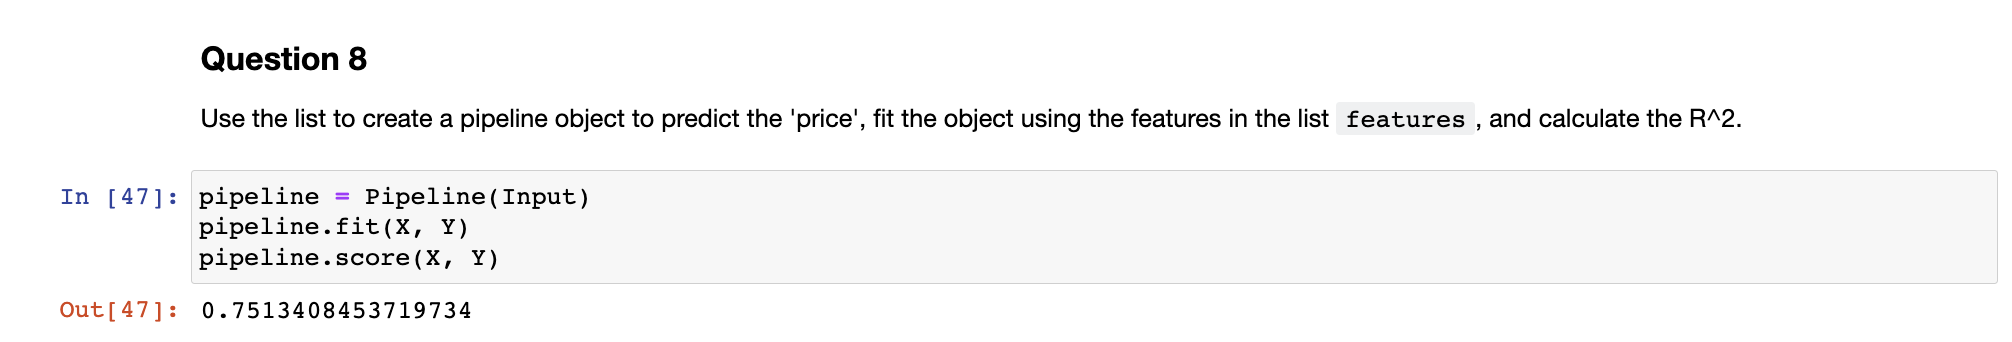 Question 8
Use the list to create a pipeline object to predict the 'price', fit the object using the features in the list features , and calculate the R^2.
In [47]: pipeline = Pipeline(Input)
pipeline.fit(X, Y)
pipeline.score(X, Y)
Out[47]: 0.7513408453719734